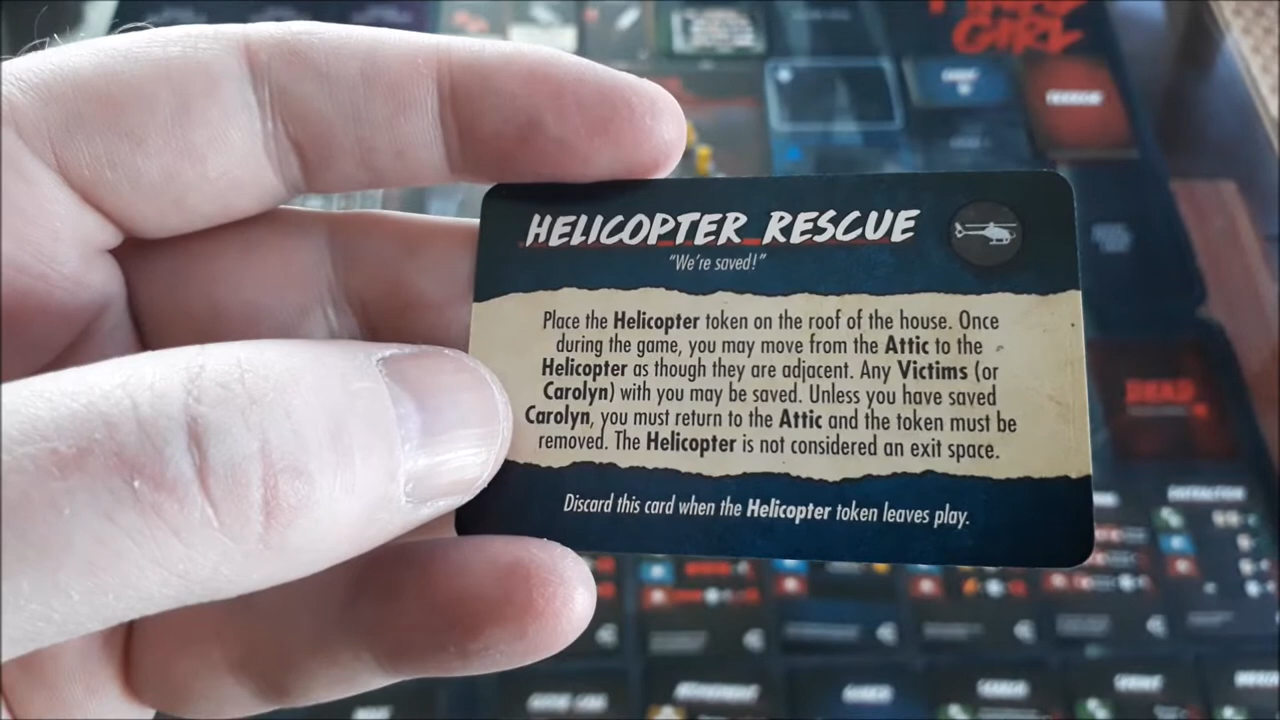 GIRL
TERROR
HELICOPTER RESCUE
"We're saved!"
Place the Helicopter token on the roof of the house. Once
during the game, you may move from the Attic to the
Helicopter as though they are adjacent. Any Victims (or
Carolyn) with you may be saved. Unless you have saved
Carolyn, you must return to the Attic and the token must be
removed. The Helicopter is not considered an exit space.
Discard this card when the Helicopter token leaves play.